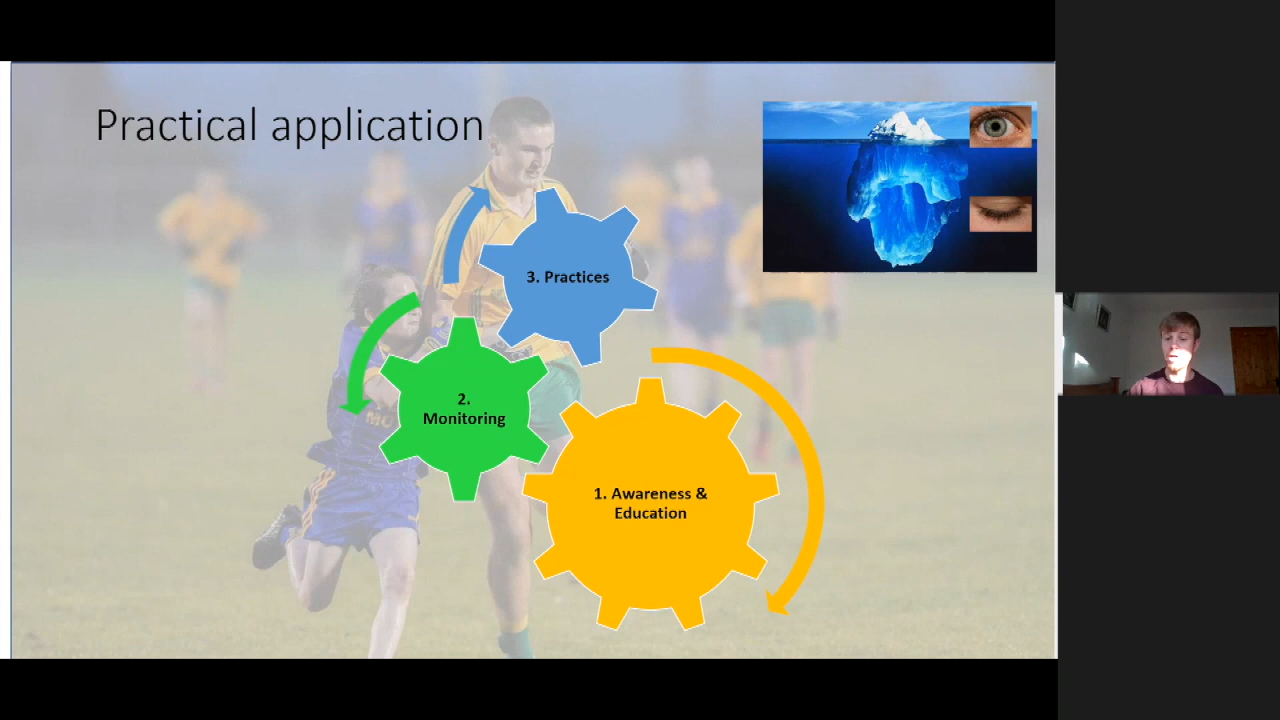 Practical application
3. Practices
2.
Monitoring
1. Awareness &
Education